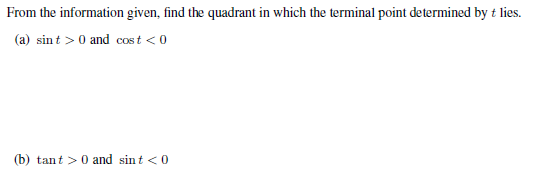 From the information given, find the quadrant in which the terminal point determined by t lies.
(a) sin t > 0 and cos t < 0
(b) tan t > 0 and sin t < 0